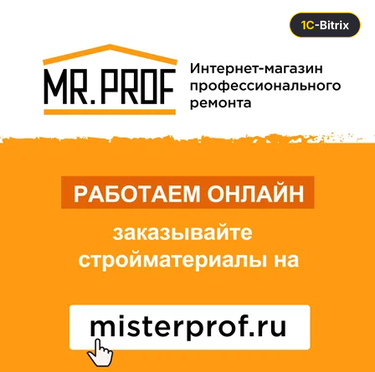 1C-Bitrix
MR.PROF
Интернет-магазин
профессионального
ремонта
РАБОТАЕМ ОНЛАЙН
заказывайте
стройматериалы на
misterprof.ru